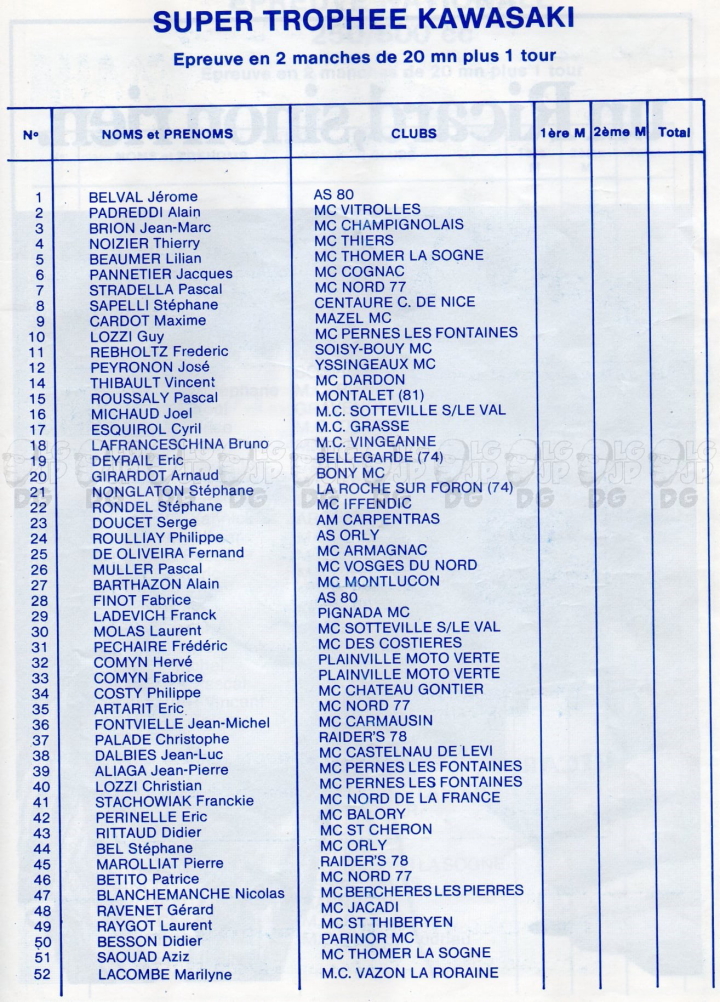 SUPER TROPHEE KAWASAKI
Epreuve en 2 manches de 20 mn plus 1 tour
N° NOMS et PRENOMS CLUBS 1ère M 2ème M Total
1 BELVAL Jérome AS 80
2 PADREDDI Alain MC VITROLLES
3 BRION Jean-Marc MC CHAMPIGNOLAIS
4 NOIZIER Thierry MC THIERS
5 BEAUMER Lilian MC THOMER LA SOGNE
6 PANNETIER Jacques MC COGNAC
7 STRADELLA Pascal MC NORD 77
8 SAPELLI Stéphane CENTAURE C. DE NICE
9 CARDOT Maxime MAZEL MC
10 LOZZI Guy MC PERNES LES FONTAINES
11 REBHOLTZ Frederic SOISY-BOUY MC
12 PEYRONON José YSSINGEAUX MC
14 THIBAULT Vincent MC DARDON
15 ROUSSALY Pascal MONTALET (81)
16 MICHAUD Joel M.C. SOTTEVILLE S/LE VAL
17 ESQUIROL Cyril M.C. GRASSE
18 LAFRANCESCHINA Bruno M.C. VINGEANNE
19 DEYRAIL Eric BELLEGARDE (74)
20 GIRARDOT Arnaud BONY MC
21 NONGLATON Stéphane LA ROCHE SUR FORON (74)
22 RONDEL Stéphane MC IFFENDIC
23 DOUCET Serge AM CARPENTRAS
24 ROULLIAY Philippe AS ORLY
25 DE OLIVEIRA Fernand MC ARMAGNAC
26 MULLER Pascal MC VOSGES DU NORD
27 BARTHAZON Alain MC MONTLUCON
28 FINOT Fabrice AS 80
29 LADEVICH Franck PIGNADA MC
30 MOLAS Laurent MC SOTTEVILLE S/LE VAL
31 PECHAIRE Frédéric MC DES COSTIERES
32 COMYN Hervé PLAINVILLE MOTO VERTE
33 COMYN Fabrice PLAINVILLE MOTO VERTE
34 COSTY Philippe MC CHATEAU GONTIER
35 ARTARIT Eric MC NORD 77
36 FONTVIELLE Jean-Michel MC CARMAUSIN
37 PALADE Christophe RAIDER'S 78
38 DALBIES Jean-Luc MC CASTELNAU DE LEVI
39 ALIAGA Jean-Pierre MC PERNES LES FONTAINES
40 LOZZI Christian MC PERNES LES FONTAINES
41 STACHOWIAK Franckie MC NORD DE LA FRANCE
42 PERINELLE Eric MC BALORY
43 RITTAUD Didier MC ST CHERON
44 BEL Stéphane MC ORLY
45 MAROLLIAT Pierre RAIDER'S 78
46 BETITO Patrice MC NORD 77
47 BLANCHEMANCHE Nicolas MC BERCHERES LES PIERRES
48 RAVENET Gérard MC JACADI
49 RAYGOT Laurent MC ST THIBERYEN
50 BESSON Didier PARINOR MC
51 SAOUAD Aziz MC THOMER LA SOGNE
52 LACOMBE Marilyne M.C. VAZON LA RORAINE